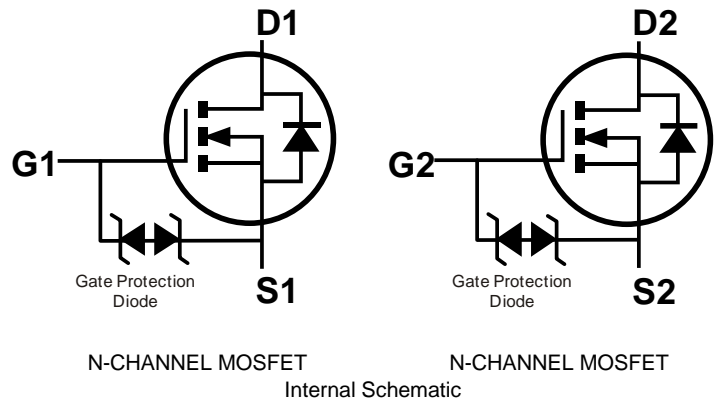 D1
D2
G1
G2
Gate Protection
Diode
S1
Gate Protection
Diode
S2
N-CHANNEL MOSFET
N-CHANNEL MOSFET
Internal Schematic